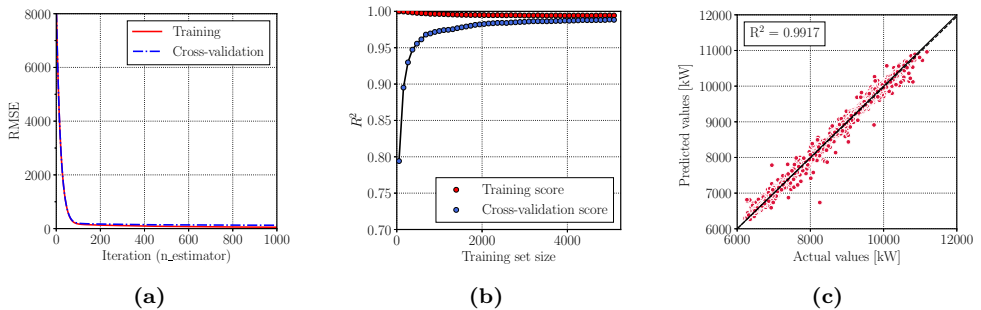 8000
6000
4000
2000
0
RMSE
Training
Cross-validation
0 200 400 600 800 1000
Iteration (n_estimator)
(a)
1.00
0.95
0.90
0.85
0.80
0.75
0.70
R²
Training score
Cross-validation score
0 2000 4000
Training set size
(b)
12000
11000
10000
9000
8000
7000
6000
Predicted values [kW]
R² = 0.9917
6000 8000 10000 12000
Actual values [kW]
(c)